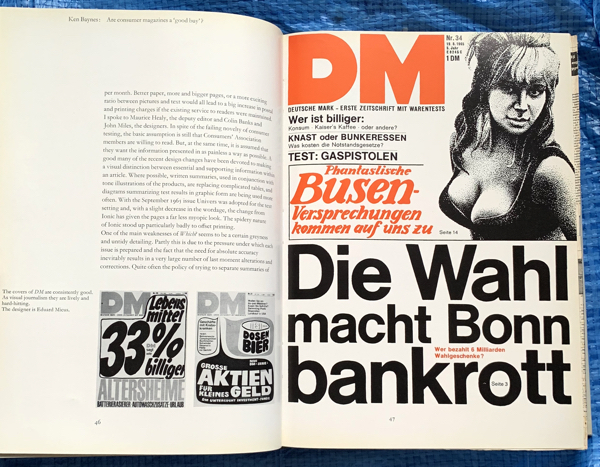 Ken Baynes: Are consumer magazines a 'good buy'?
per month. Better paper, more and bigger pages, or a more exciting
ratio between pictures and text would all lead to a big increase in postal
and printing charges if the existing service to readers were maintained.
I spoke to Maurice Healy, the deputy editor and Colin Banks and
John Miles, the designers. In spite of the fading novelty of consumer
testing, the basic assumption is still that Consumers' Association
members are willing to read. But, at the same time, it is assumed that
they want the information presented in as painless a way as possible. A
good many of the recent design changes have been devoted to making
a visual distinction between essential and supporting information within
an article. Where possible, written summaries, used in conjunction with
tone illustrations of the products, are replacing complicated tables, and
diagrams summarizing test results in graphic form are being used more
often. With the September 1961 issue Univers was adopted for the text
setting and, with a slight decrease in the wordage, the change from
Ionic has given the pages a far less myopic look. The spidery nature
of Ionic stood up particularly badly to offset printing.
One of the main weaknesses of Which? seems to be a certain greyness
and untidy detailing. Partly this is due to the pressure under which each
issue is prepared and the fact that the need for absolute accuracy
inevitably results in a very large number of last moment alterations and
corrections. Quite often the policy of trying to separate summaries of
The covers of DM are consistently good.
As visual journalism they are lively and
hard-hitting.
The designer is Eduard Mieus.
DM
Lebens
mittel
33%
billiger
ALTERSHEIME
BATTERIERASIERER · AUTOWASCHZUSÄTZE · URLAUB
DM
DOSEN
BIER
GROSSE
AKTIEN
FÜR KLEINES GELD
46
DM
Nr. 34
5. Jahr
1 DM
DEUTSCHE MARK - ERSTE ZEITSCHRIFT MIT WARENTESTS
Wer ist billiger:
Konsum · Kaiser's Kaffee · oder andere?
KNAST oder BUNKERESSEN
Was kosten die Notstandsgesetze?
TEST: GASPISTOLEN
Phantastische
Busen-
Versprechungen
kommen auf uns zu
Seite 14
Die Wahl
macht Bonn
Wer bezahlt 6 Milliarden
Wahlgeschenke?
bankrott
Seite 3
47